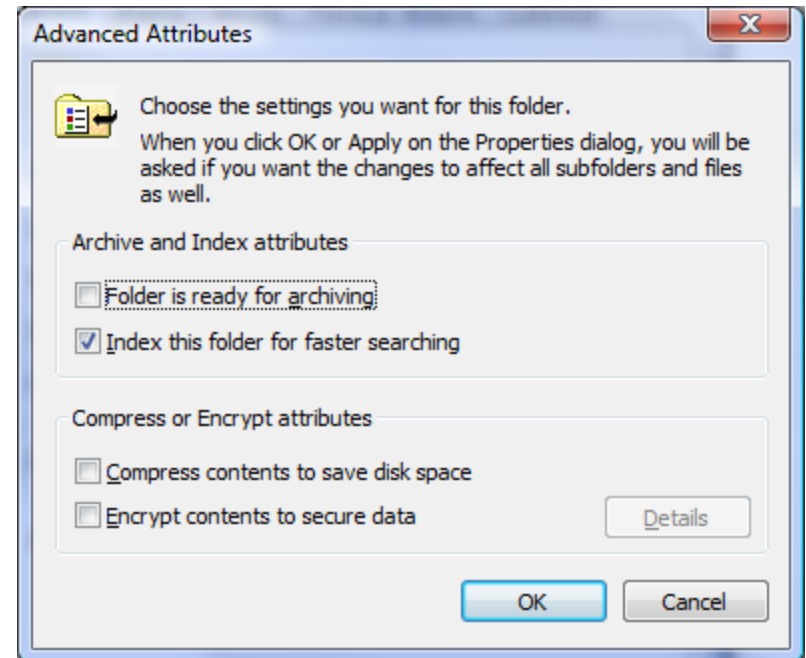 Advanced Attributes
Choose the settings you want for this folder.
When you click OK or Apply on the Properties dialog, you will be
asked if you want the changes to affect all subfolders and files
as well.
Archive and Index attributes
Folder is ready for archiving
Index this folder for faster searching
Compress or Encrypt attributes
Compress contents to save disk space
Encrypt contents to secure data
Details
OK
Cancel